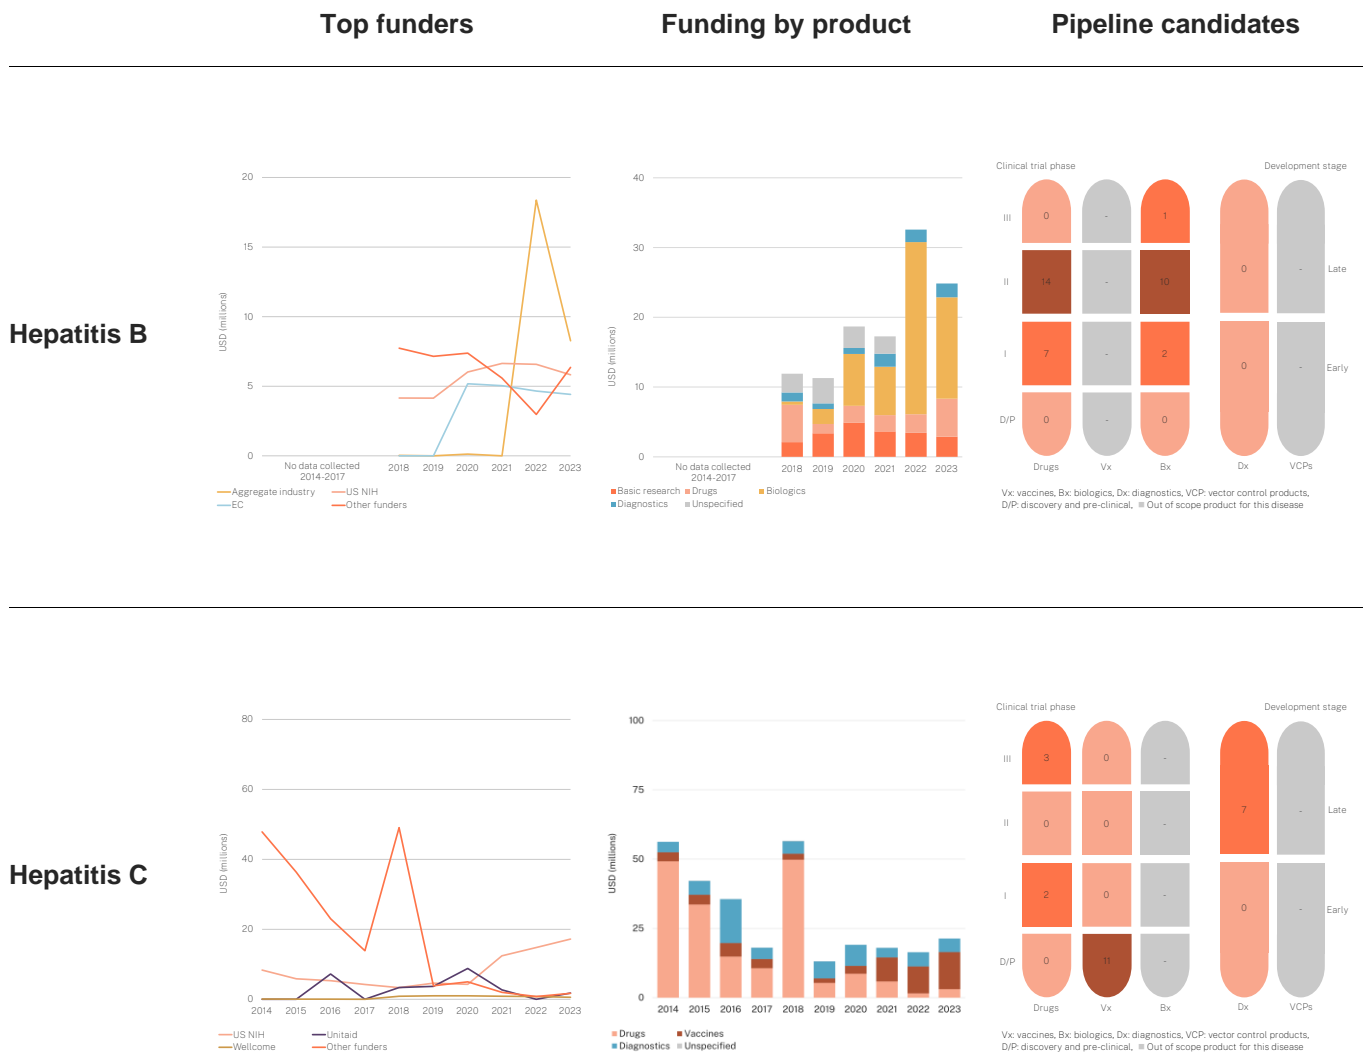 Top funders
Funding by product
Pipeline candidates
Hepatitis B
20
15
10
5
0
USD (millions)
No data collected
2014-2017
2018 2019 2020 2021 2022 2023
Aggregate industry US NIH
EC Other funders
40
30
20
10
0
USD (millions)
No data collected
2014-2017
2018 2019 2020 2021 2022 2023
Basic research Drugs Biologics
Diagnostics Unspecified
Clinical trial phase Development stage
III 0 - 1
II 14 - 10 0 - Late
I 7 - 2 0 - Early
D/P 0 - 0
Drugs Vx Bx Dx VCPs
Vx: vaccines, Bx: biologics, Dx: diagnostics, VCP: vector control products,
D/P: discovery and pre-clinical, Out of scope product for this disease
Hepatitis C
80
60
40
20
0
USD (millions)
2014 2015 2016 2017 2018 2019 2020 2021 2022 2023
US NIH Unitaid
Wellcome Other funders
100
75
50
25
0
USD (millions)
2014 2015 2016 2017 2018 2019 2020 2021 2022 2023
Drugs Vaccines
Diagnostics Unspecified
Clinical trial phase Development stage
III 3 0 -
II 0 0 - 7 - Late
I 2 0 - 0 - Early
D/P 0 11 -
Drugs Vx Bx Dx VCPs
Vx: vaccines, Bx: biologics, Dx: diagnostics, VCP: vector control products,
D/P: discovery and pre-clinical, Out of scope product for this disease